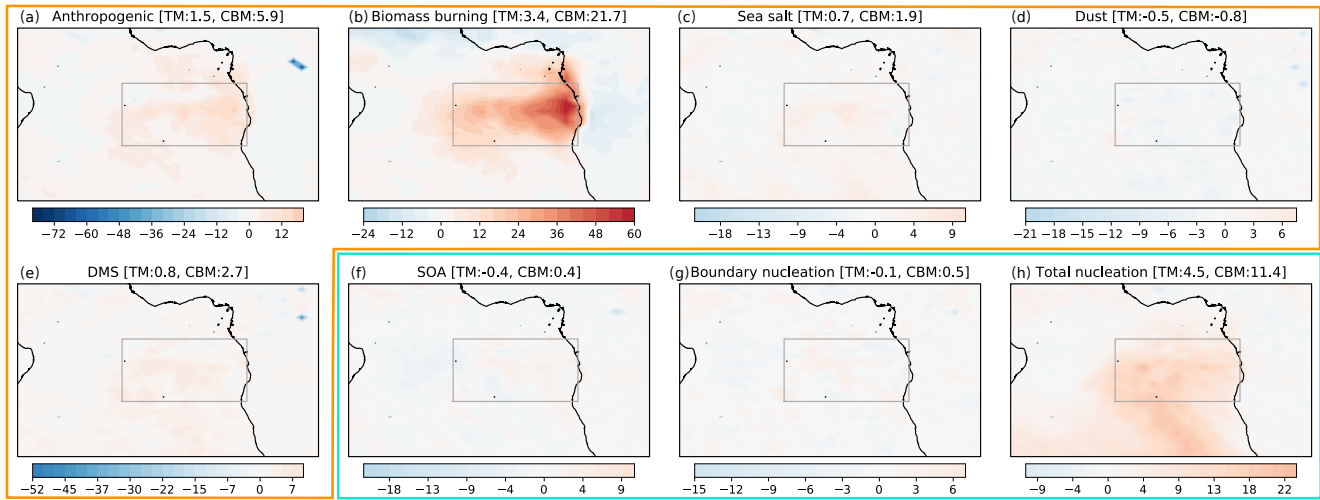 (a) Anthropogenic [TM:1.5, CBM:5.9]
(b) Biomass burning [TM:3.4, CBM:21.7]
(c) Sea salt [TM:0.7, CBM:1.9]
(d) Dust [TM:-0.5, CBM:-0.8]
−72 −60 −48 −36 −24 −12 0 12
−24 −12 0 12 24 36 48 60
−18 −13 −9 −4 0 4 9
−21 −18 −15 −12 −9 −6 −3 0 3 6
(e) DMS [TM:0.8, CBM:2.7]
(f) SOA [TM:-0.4, CBM:0.4]
(g) Boundary nucleation [TM:-0.1, CBM:0.5]
(h) Total nucleation [TM:4.5, CBM:11.4]
−52 −45 −37 −30 −22 −15 −7 0 7
−18 −13 −9 −4 0 4 9
−15 −12 −9 −6 −3 0 3 6
−9 −4 0 4 9 13 18 22